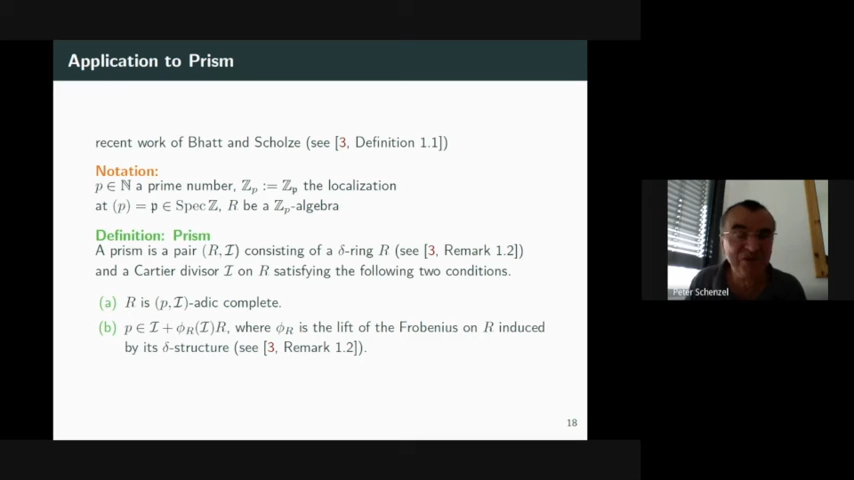 Application to Prism
recent work of Bhatt and Scholze (see [3, Definition 1.1])
Notation:
p ∈ ℕ a prime number, ℤₚ := ℤ_𝔭 the localization
at (p) = 𝔭 ∈ Spec ℤ, R be a ℤₚ-algebra
Definition: Prism
A prism is a pair (R, ℐ) consisting of a δ-ring R (see [3, Remark 1.2])
and a Cartier divisor ℐ on R satisfying the following two conditions.
(a) R is (p, ℐ)-adic complete.
(b) p ∈ ℐ + ϕ_R(ℐ)R, where ϕ_R is the lift of the Frobenius on R induced
by its δ-structure (see [3, Remark 1.2]).
18
Peter Schenzel